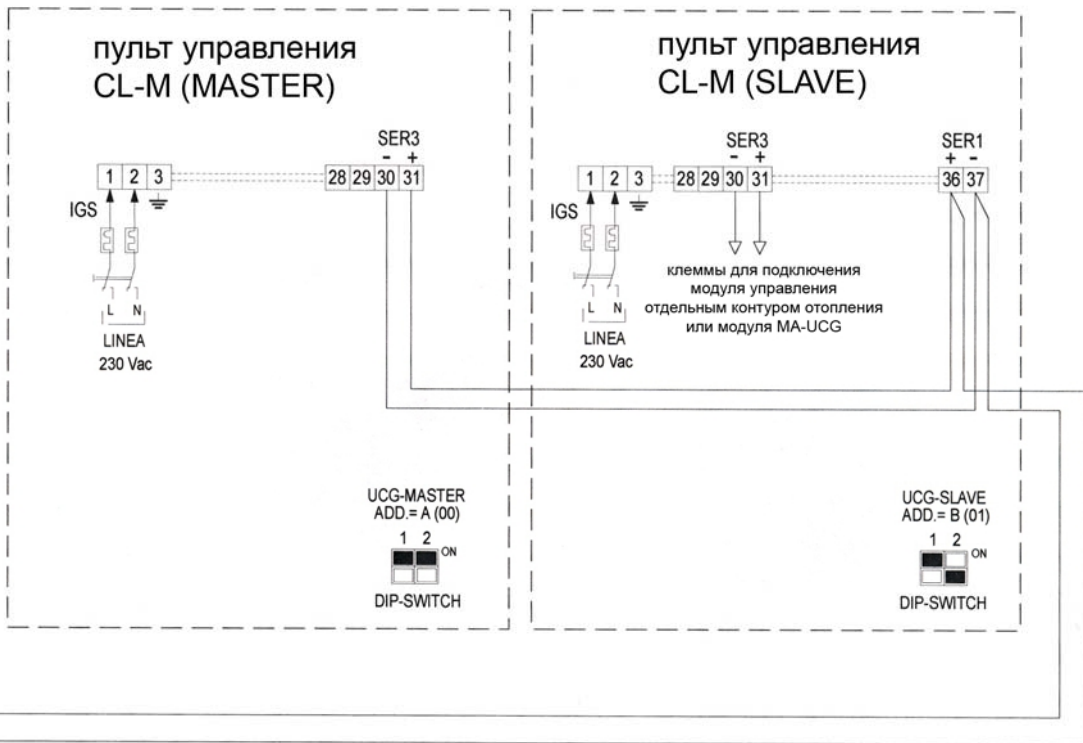 пульт управления
CL-M (MASTER)
SER3
- +
1 2 3
28 29 30 31
IGS
L N
LINEA
230 Vac
UCG-MASTER
ADD.= A (00)
1 2
ON
DIP-SWITCH
пульт управления
CL-M (SLAVE)
SER3
- +
SER1
+ -
1 2 3
28 29 30 31
36 37
IGS
клеммы для подключения
модуля управления
отдельным контуром отопления
или модуля MA-UCG
L N
LINEA
230 Vac
UCG-SLAVE
ADD.= B (01)
1 2
ON
DIP-SWITCH